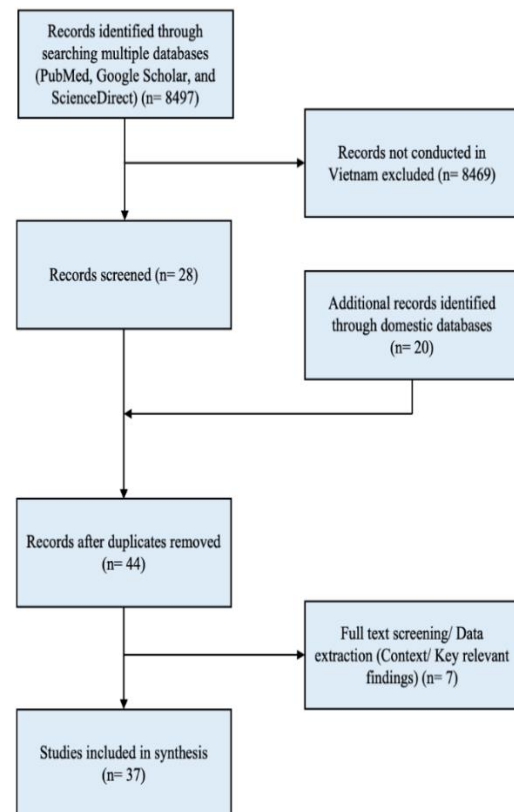 Records identified through
searching multiple databases
(PubMed, Google Scholar, and
ScienceDirect) (n= 8497)
Records not conducted in
Vietnam excluded (n= 8469)
Records screened (n= 28)
Additional records identified
through domestic databases
(n= 20)
Records after duplicates removed
(n= 44)
Full text screening/ Data
extraction (Context/ Key relevant
findings) (n= 7)
Studies included in synthesis
(n= 37)